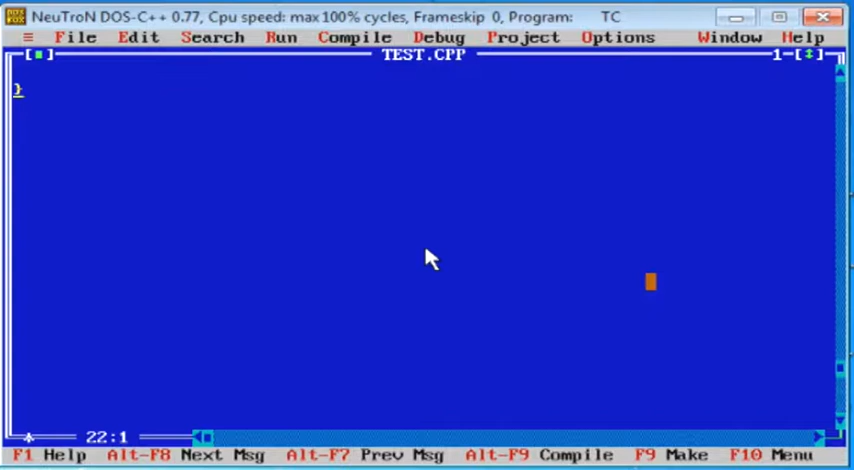 NeuTroN DOS-C++ 0.77, Cpu speed: max 100% cycles, Frameskip 0, Program: TC
≡ File Edit Search Run Compile Debug Project Options Window Help
[■] TEST.CPP 1-[↕]
}
22:1
F1 Help Alt-F8 Next Msg Alt-F7 Prev Msg Alt-F9 Compile F9 Make F10 Menu